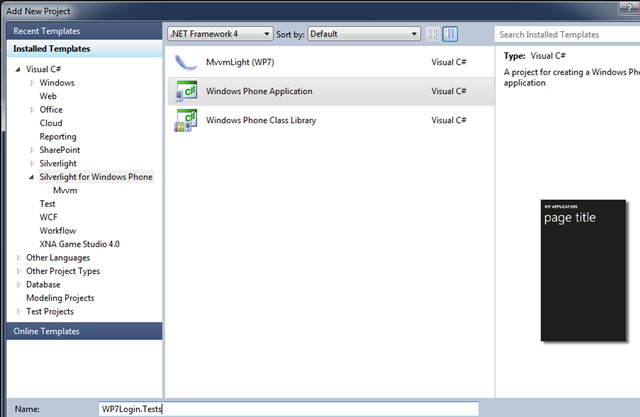 Add New Project
?
Recent Templates
Installed Templates
Visual C#
Windows
Web
Office
Cloud
Reporting
SharePoint
Silverlight
Silverlight for Windows Phone
Mvvm
Test
WCF
Workflow
XNA Game Studio 4.0
Other Languages
Other Project Types
Database
Modeling Projects
Test Projects
Online Templates
.NET Framework 4
Sort by: Default
MvvmLight (WP7) Visual C#
Windows Phone Application Visual C#
Windows Phone Class Library Visual C#
Search Installed Templates
Type: Visual C#
A project for creating a Windows Pho
application
MY APPLICATION
page title
Name: WP7Login.Tests